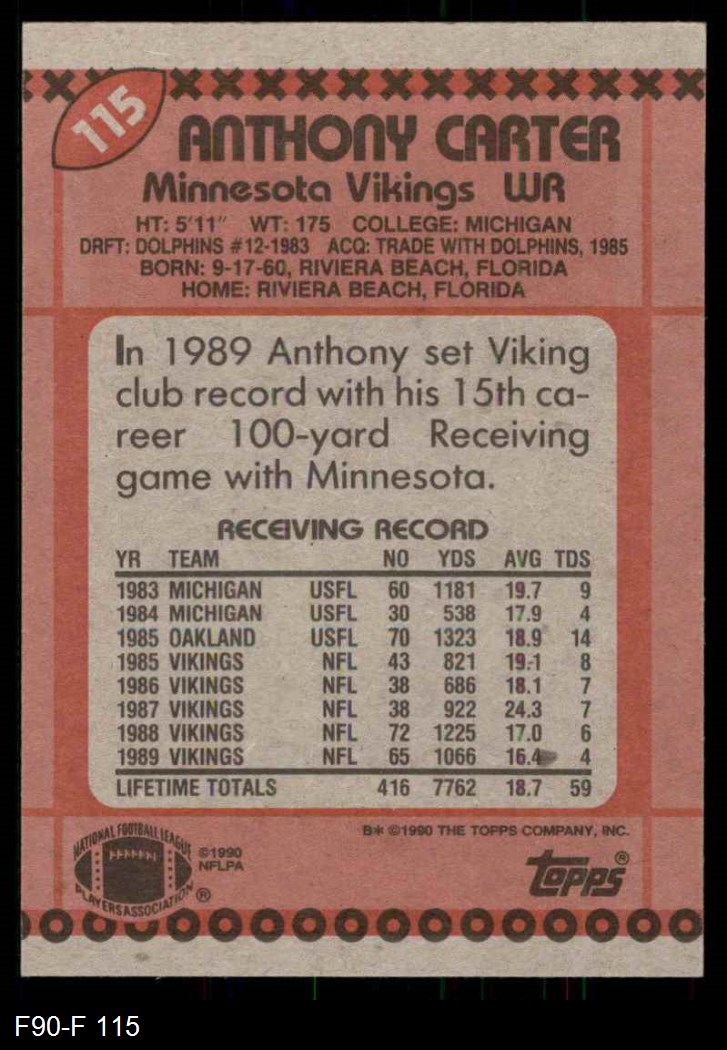 115
ANTHONY CARTER
Minnesota Vikings WR
HT: 5'11" WT: 175 COLLEGE: MICHIGAN
DRFT: DOLPHINS #12-1983 ACQ: TRADE WITH DOLPHINS, 1985
BORN: 9-17-60, RIVIERA BEACH, FLORIDA
HOME: RIVIERA BEACH, FLORIDA
In 1989 Anthony set Viking
club record with his 15th ca-
reer 100-yard Receiving
game with Minnesota.
RECEIVING RECORD
YR TEAM NO YDS AVG TDS
1983 MICHIGAN USFL 60 1181 19.7 9
1984 MICHIGAN USFL 30 538 17.9 4
1985 OAKLAND USFL 70 1323 18.9 14
1985 VIKINGS NFL 43 821 19.1 8
1986 VIKINGS NFL 38 686 18.1 7
1987 VIKINGS NFL 38 922 24.3 7
1988 VIKINGS NFL 72 1225 17.0 6
1989 VIKINGS NFL 65 1066 16.4 4
LIFETIME TOTALS 416 7762 18.7 59
B* ©1990 THE TOPPS COMPANY, INC.
NATIONAL FOOTBALL LEAGUE
PLAYERS ASSOCIATION ®
©1990
NFLPA
topps®
F90-F 115